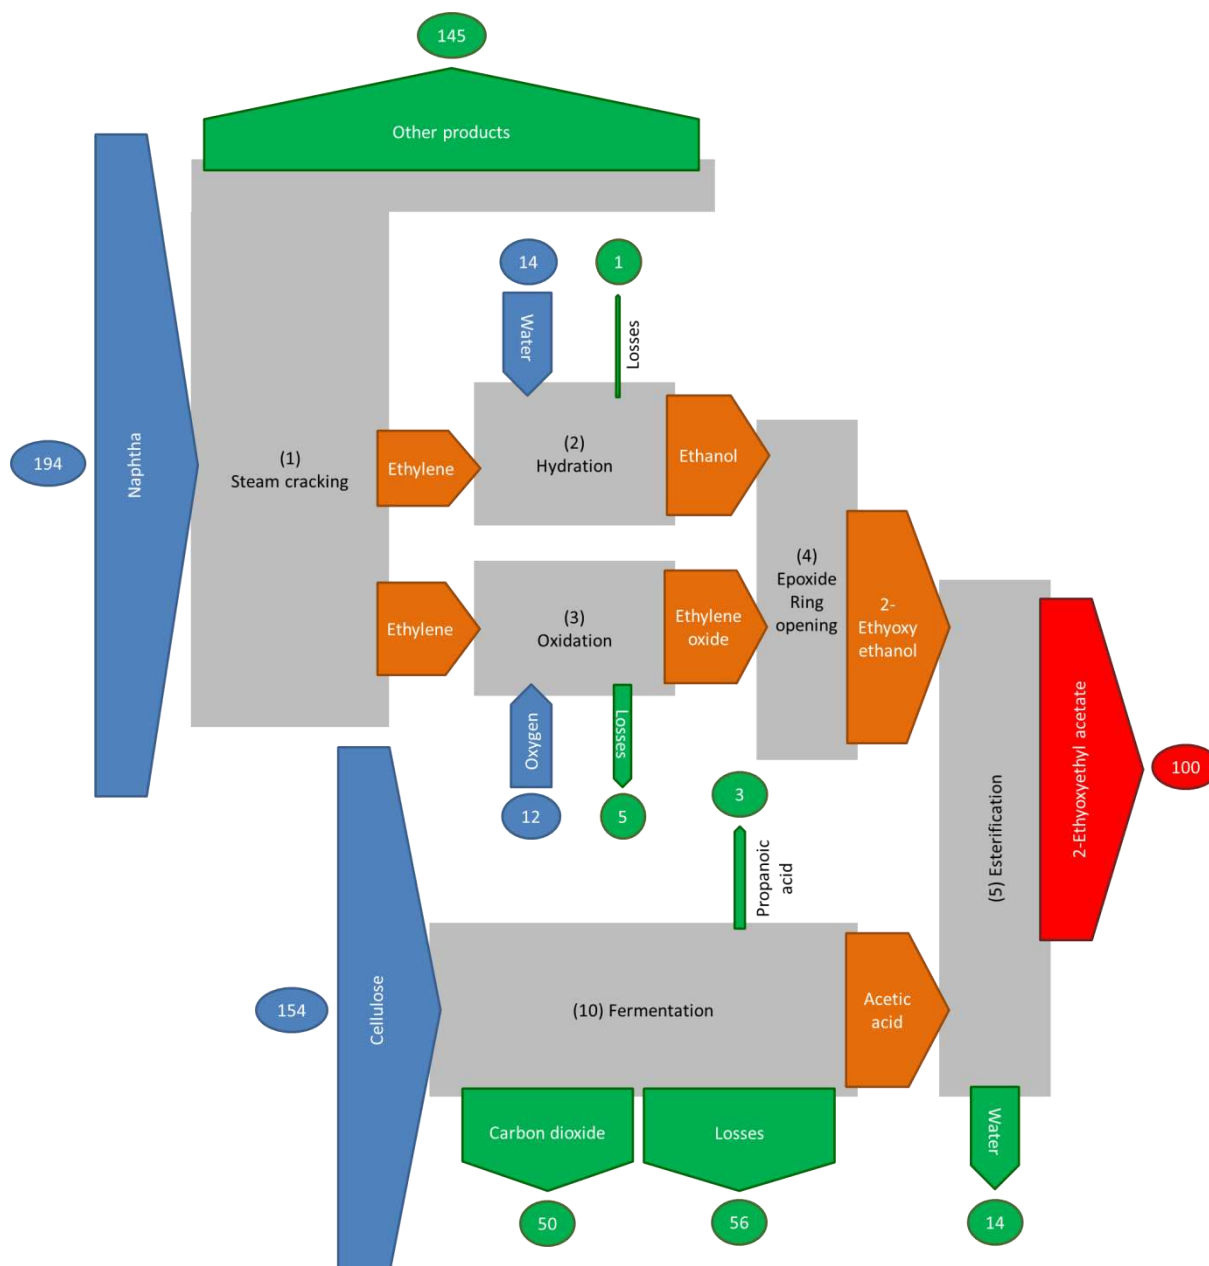 145
Other products
14
1
Water
Losses
194
Naphtha
(1)
Steam cracking
Ethylene
(2)
Hydration
Ethanol
(4)
Epoxide
Ring
opening
Ethylene
(3)
Oxidation
Ethylene
oxide
2-
Ethyoxy
ethanol
Oxygen
Losses
12
5
3
Propanoic
acid
2-Ethyoxyethyl acetate
100
(5) Esterification
154
Cellulose
(10) Fermentation
Acetic
acid
Carbon dioxide
Losses
Water
50
56
14